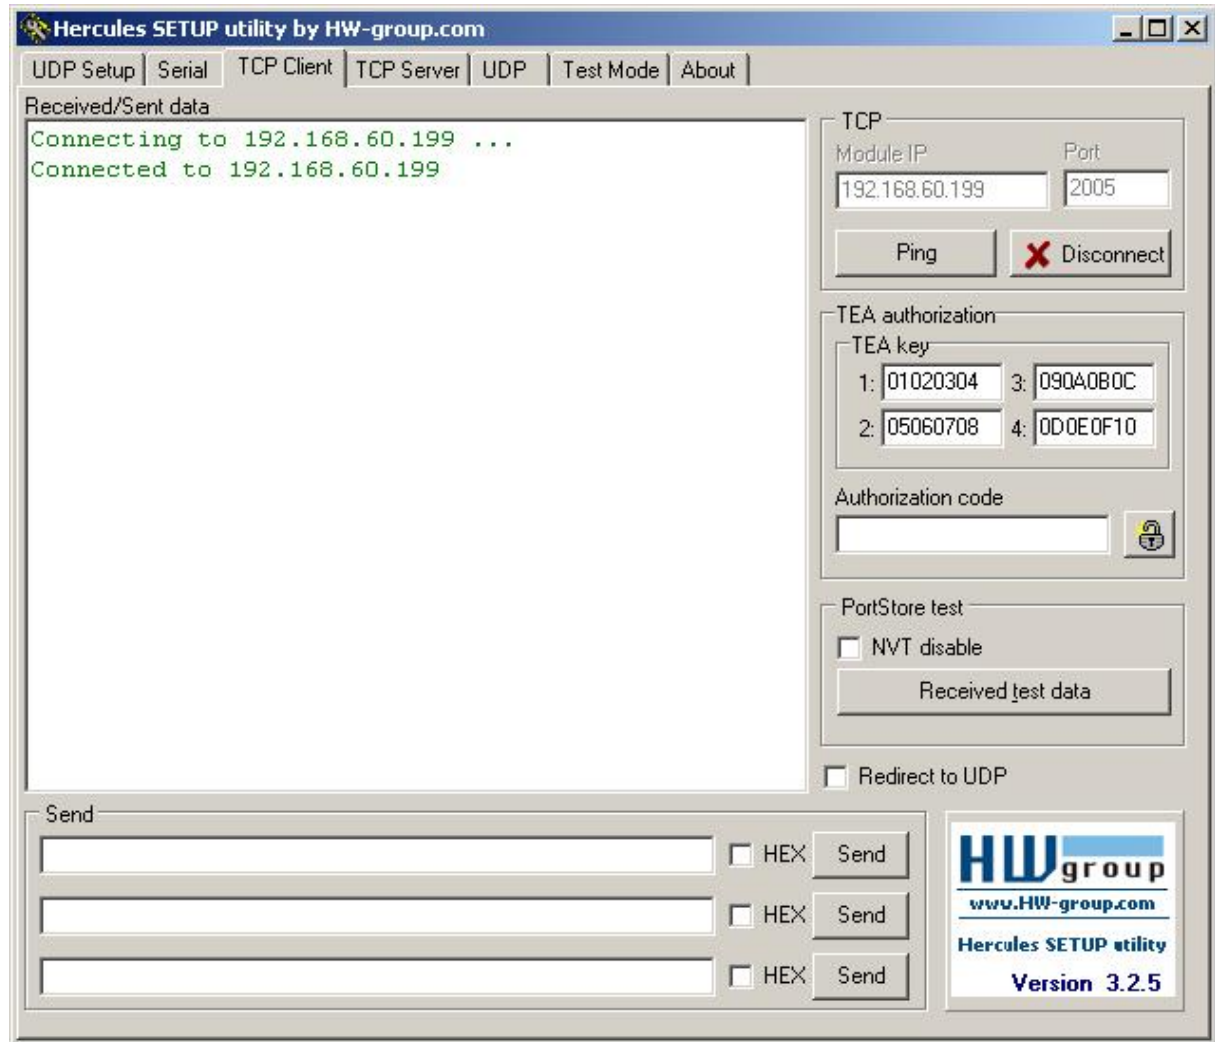 Hercules SETUP utility by HW-group.com
UDP Setup Serial TCP Client TCP Server UDP Test Mode About
Received/Sent data
Connecting to 192.168.60.199 ...
Connected to 192.168.60.199
TCP
Module IP Port
192.168.60.199 2005
Ping Disconnect
TEA authorization
TEA key
1: 01020304 3: 090A0B0C
2: 05060708 4: 0D0E0F10
Authorization code
PortStore test
NVT disable
Received test data
Redirect to UDP
Send
HEX Send
HEX Send
HEX Send
HW group
www.HW-group.com
Hercules SETUP utility
Version 3.2.5